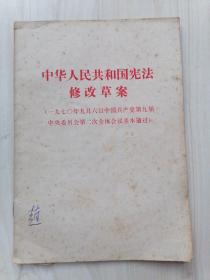 中华人民共和国宪法
修改草案
（一九七〇年九月六日中国共产党第九届
中央委员会第二次全体会议基本通过）